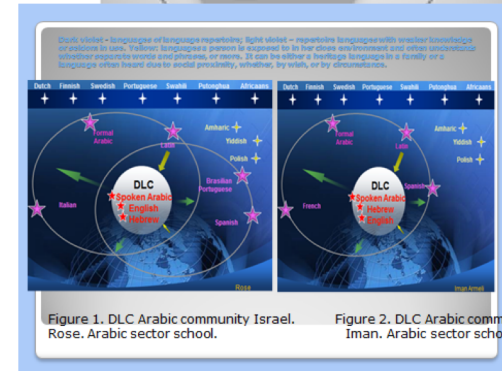 Dark violet - languages of language repertoire; light violet – repertoire languages with weaker knowledge
or seldom in use. Yellow: languages a person is exposed to in her close environment and often understands
whether separate words and phrases, or more. It can be either a heritage language in a family or a
language often heard due to social proximity, whether, by wish, or by circumstance.
Dutch Finnish Swedish Portuguese Swahili Putonghua Africaans
Formal
Arabic
Latin
Amharic
Yiddish
Polish
DLC
Spoken Arabic
English
Hebrew
Brasilian
Portuguese
Italian
Spanish
Rose
Dutch Finnish Swedish Portuguese Swahili Putonghua Africaans
Formal
Arabic
Latin
Amharic
Yiddish
Polish
DLC
Spoken Arabic
Hebrew
English
Spanish
French
Iman Armali
Figure 1. DLC Arabic community Israel.
Rose. Arabic sector school.
Figure 2. DLC Arabic comm
Iman. Arabic sector scho